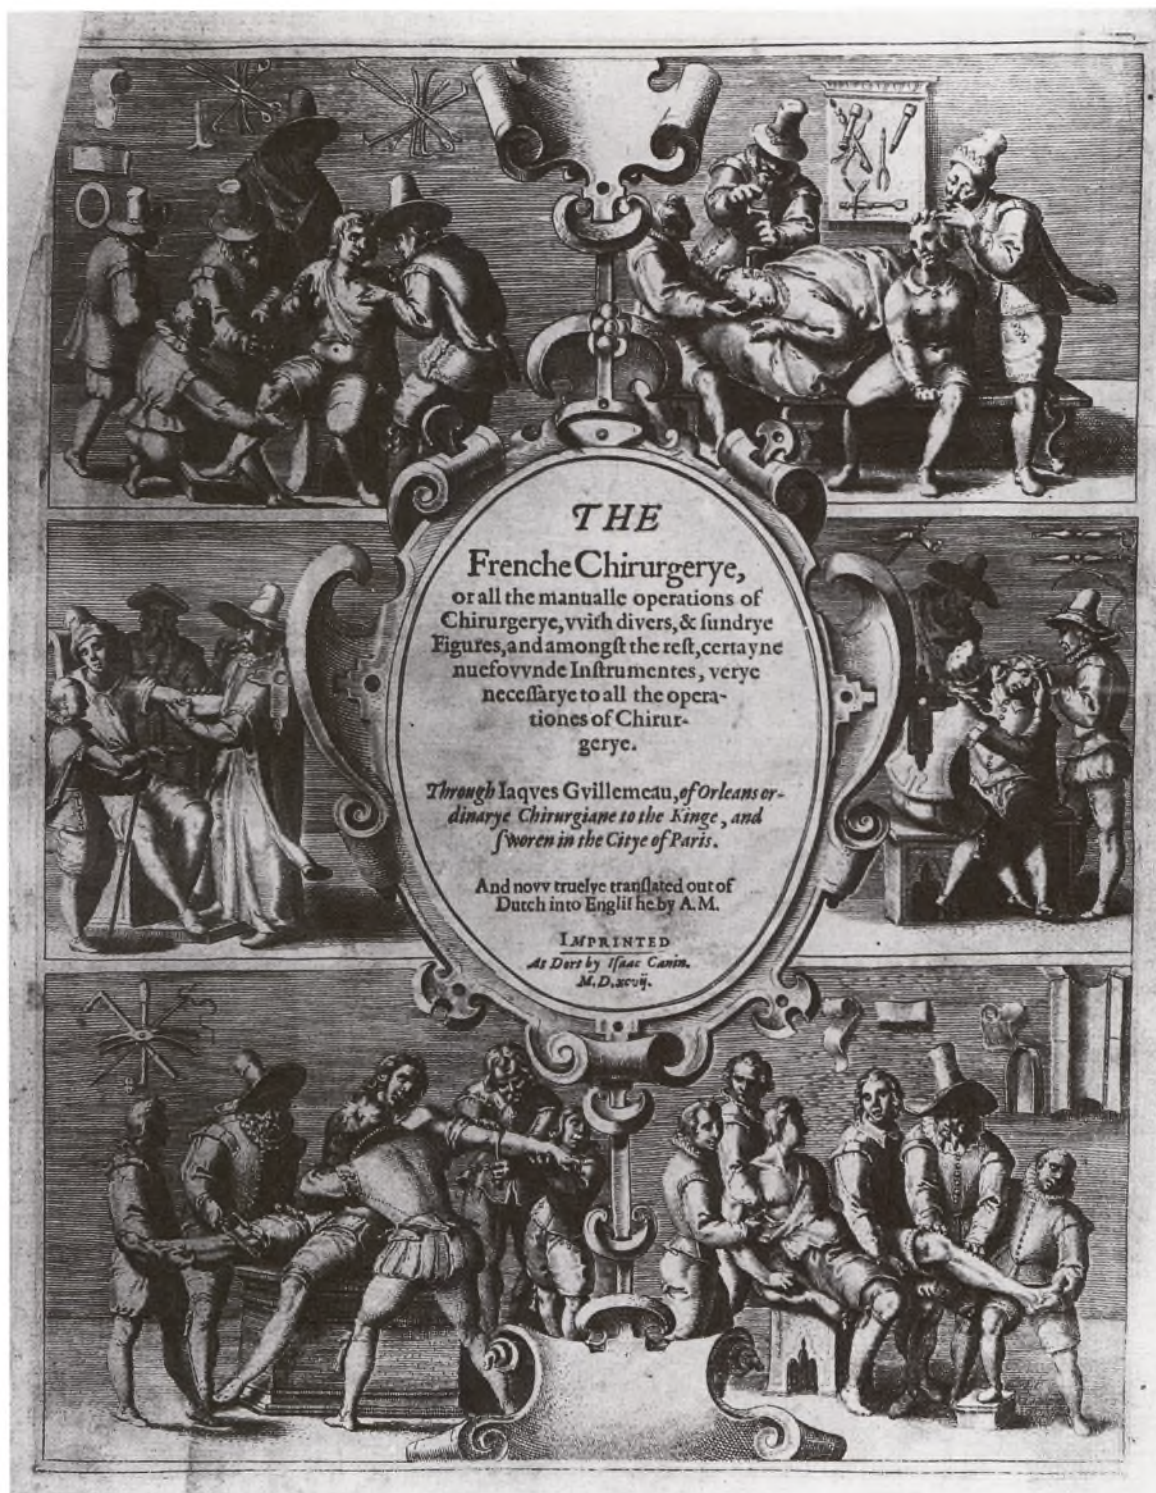 THE
Frenche Chirurgerye,
or all the manualle operations of
Chirurgerye, vvith divers, & ſundrye
Figures, and amongſt the reſt, certayne
nuefovvnde Inſtrumentes, verye
neceſſarye to all the opera-
tiones of Chirur-
gerye.
Through Iaqves Gvillemeau, of Orleans or-
dinarye Chirurgiane to the Kinge, and
ſworen in the Citye of Paris.
And novv truelye tranſlated out of
Dutch into Engliſhe by A.M.
IMPRINTED
At Dort by Iſaac Canin.
M.D.xcvij.